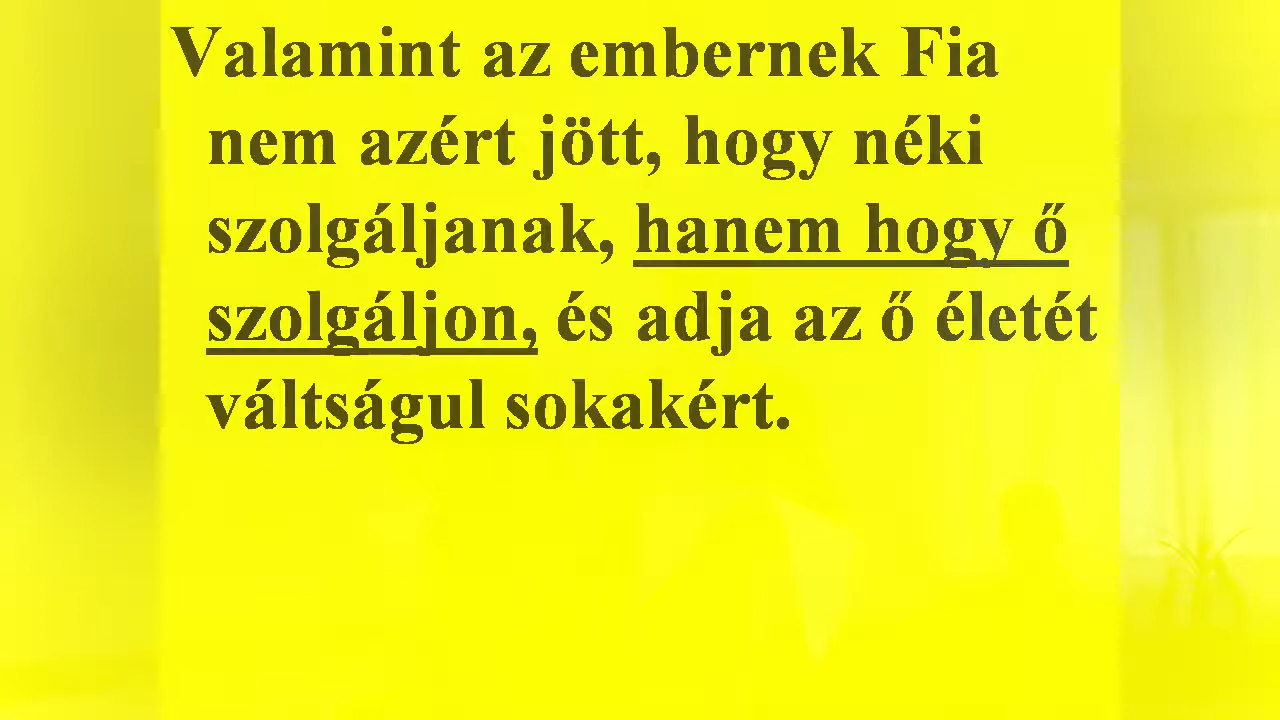 Valamint az embernek Fia
nem azért jött, hogy néki
szolgáljanak, hanem hogy ő
szolgáljon, és adja az ő életét
váltságul sokakért.